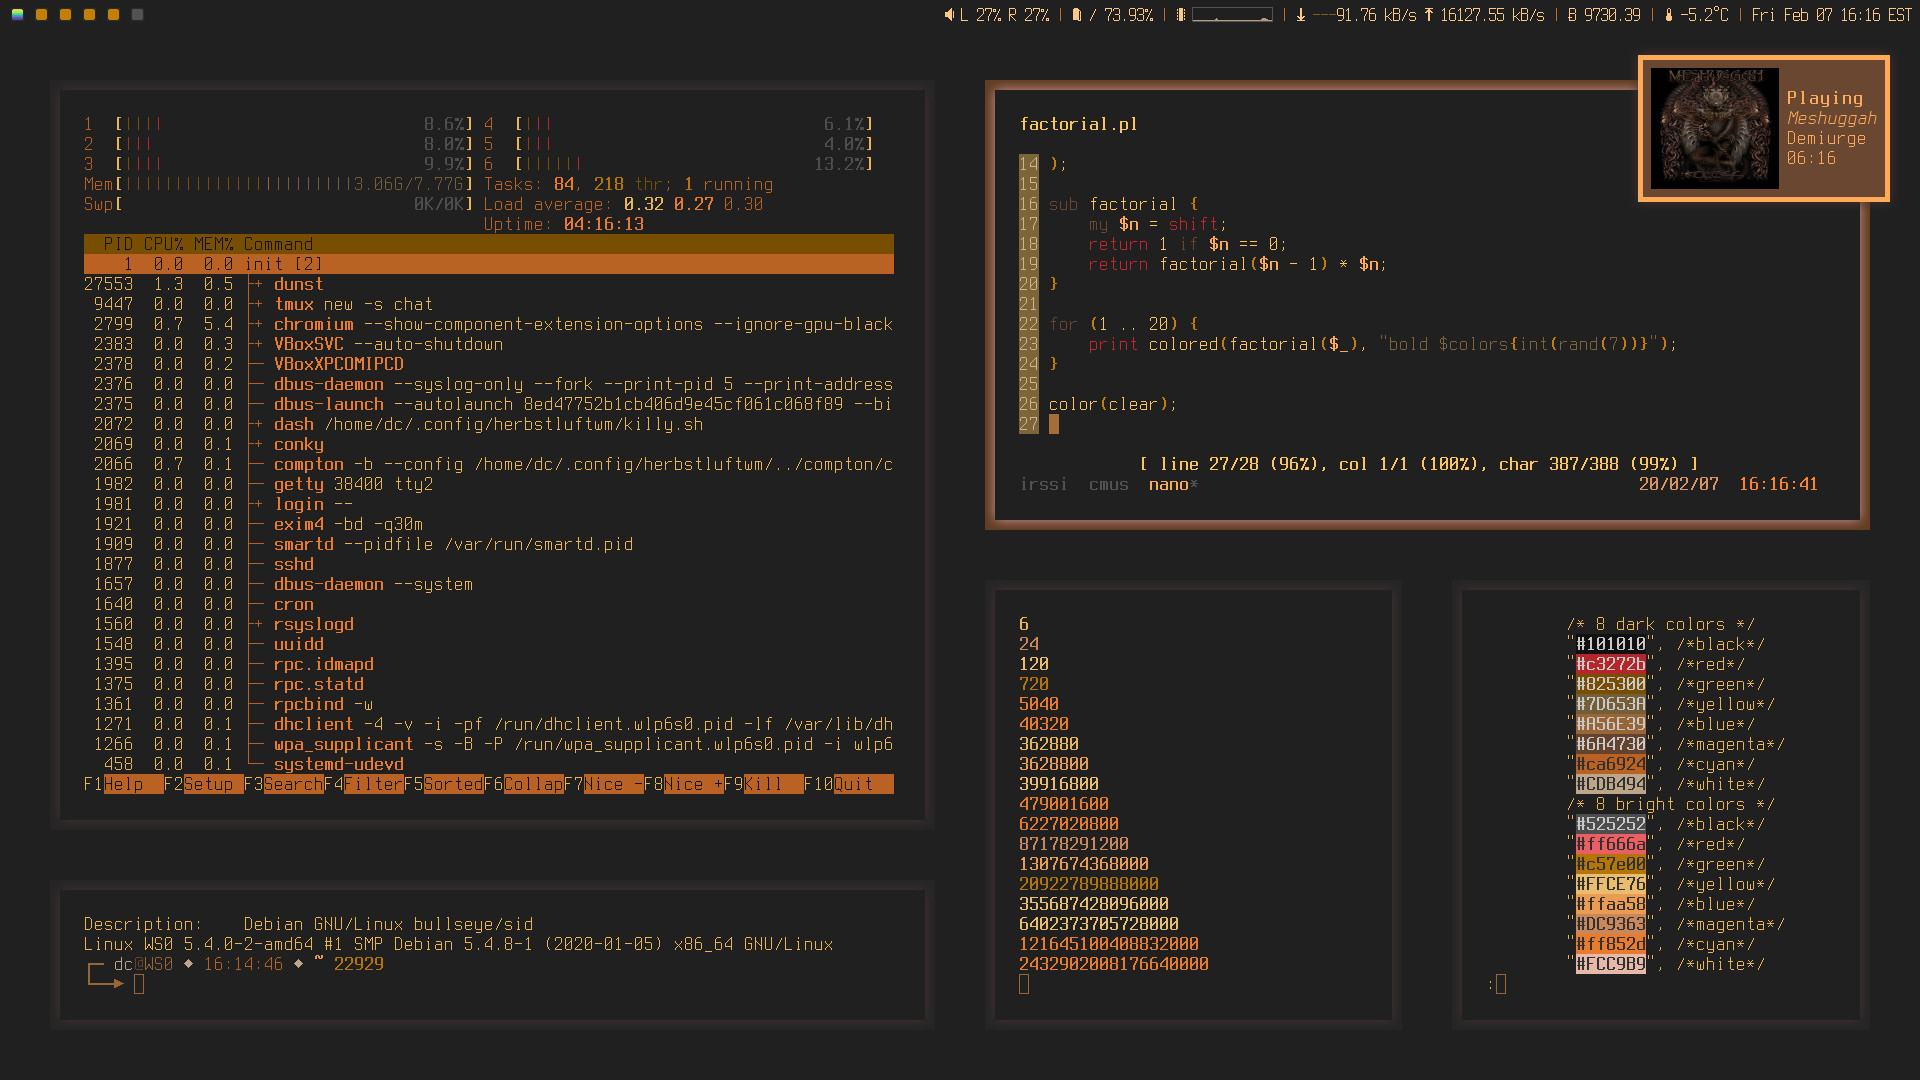 L 27% R 27% | / 73.93% | | ---91.76 kB/s 16127.55 kB/s | B 9730.39 | -5.2°C | Fri Feb 07 16:16 EST
1 [|||| 8.6%] 4 [||| 6.1%]
2 [||| 8.0%] 5 [||| 4.0%]
3 [|||| 9.9%] 6 [|||||| 13.2%]
Mem[|||||||||||||||||||||||3.06G/7.77G] Tasks: 84, 218 thr; 1 running
Swp[ 0K/0K] Load average: 0.32 0.27 0.30
Uptime: 04:16:13
PID CPU% MEM% Command
1 0.0 0.0 init [2]
27553 1.3 0.5 ├+ dunst
9447 0.0 0.0 ├+ tmux new -s chat
2799 0.7 5.4 ├+ chromium --show-component-extension-options --ignore-gpu-black
2383 0.0 0.3 ├+ VBoxSVC --auto-shutdown
2378 0.0 0.2 ├─ VBoxXPCOMIPCD
2376 0.0 0.0 ├─ dbus-daemon --syslog-only --fork --print-pid 5 --print-address
2375 0.0 0.0 ├─ dbus-launch --autolaunch 8ed47752b1cb406d9e45cf061c068f89 --bi
2072 0.0 0.0 ├+ dash /home/dc/.config/herbstluftwm/killy.sh
2069 0.0 0.1 ├+ conky
2066 0.7 0.1 ├─ compton -b --config /home/dc/.config/herbstluftwm/../compton/c
1982 0.0 0.0 ├─ getty 38400 tty2
1981 0.0 0.0 ├+ login --
1921 0.0 0.0 ├─ exim4 -bd -q30m
1909 0.0 0.0 ├─ smartd --pidfile /var/run/smartd.pid
1877 0.0 0.0 ├─ sshd
1657 0.0 0.0 ├─ dbus-daemon --system
1640 0.0 0.0 ├─ cron
1560 0.0 0.0 ├+ rsyslogd
1548 0.0 0.0 ├─ uuidd
1395 0.0 0.0 ├─ rpc.idmapd
1375 0.0 0.0 ├─ rpc.statd
1361 0.0 0.0 ├─ rpcbind -w
1271 0.0 0.1 ├─ dhclient -4 -v -i -pf /run/dhclient.wlp6s0.pid -lf /var/lib/dh
1266 0.0 0.1 ├─ wpa_supplicant -s -B -P /run/wpa_supplicant.wlp6s0.pid -i wlp6
458 0.0 0.1 └─ systemd-udevd
F1Help F2Setup F3SearchF4FilterF5SortedF6CollapF7Nice -F8Nice +F9Kill F10Quit
Description: Debian GNU/Linux bullseye/sid
Linux WS0 5.4.0-2-amd64 #1 SMP Debian 5.4.8-1 (2020-01-05) x86_64 GNU/Linux
dc@WS0 ◆ 16:14:46 ◆ ~ 22929
factorial.pl
14 );
15
16 sub factorial {
17 my $n = shift;
18 return 1 if $n == 0;
19 return factorial($n - 1) * $n;
20 }
21
22 for (1 .. 20) {
23 print colored(factorial($_), "bold $colors{int(rand(7))}");
24 }
25
26 color(clear);
27
[ line 27/28 (96%), col 1/1 (100%), char 387/388 (99%) ]
irssi cmus nano* 20/02/07 16:16:41
MESHUGGAH
Playing
Meshuggah
Demiurge
06:16
6
24
120
720
5040
40320
362880
3628800
39916800
479001600
6227020800
87178291200
1307674368000
20922789888000
355687428096000
6402373705728000
121645100408832000
2432902008176640000
/* 8 dark colors */
"#101010", /*black*/
"#c3272b", /*red*/
"#825300", /*green*/
"#7D653A", /*yellow*/
"#A56E39", /*blue*/
"#6A4730", /*magenta*/
"#ca6924", /*cyan*/
"#CDB494", /*white*/
/* 8 bright colors */
"#525252", /*black*/
"#ff666a", /*red*/
"#c57e00", /*green*/
"#FFCE76", /*yellow*/
"#ffaa58", /*blue*/
"#DC9363", /*magenta*/
"#ff852d", /*cyan*/
"#FCC9B9", /*white*/
: